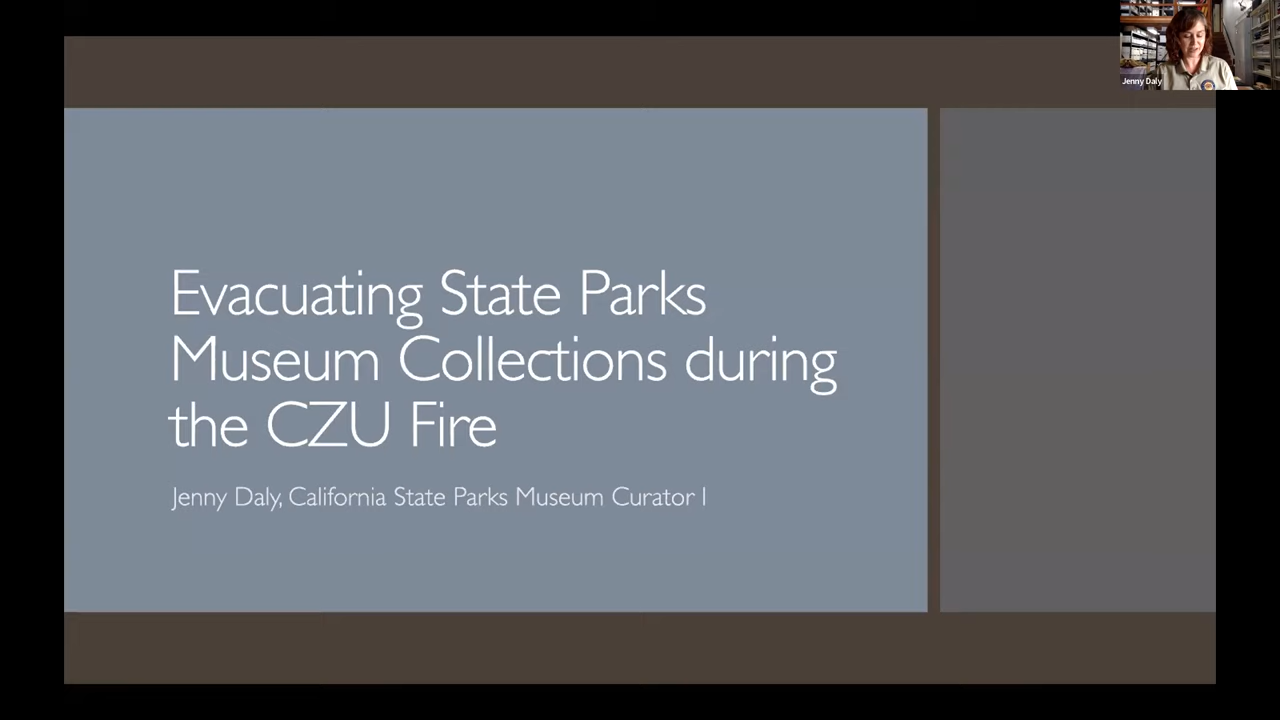 Jenny Daly
Evacuating State Parks
Museum Collections during
the CZU Fire
Jenny Daly, California State Parks Museum Curator I